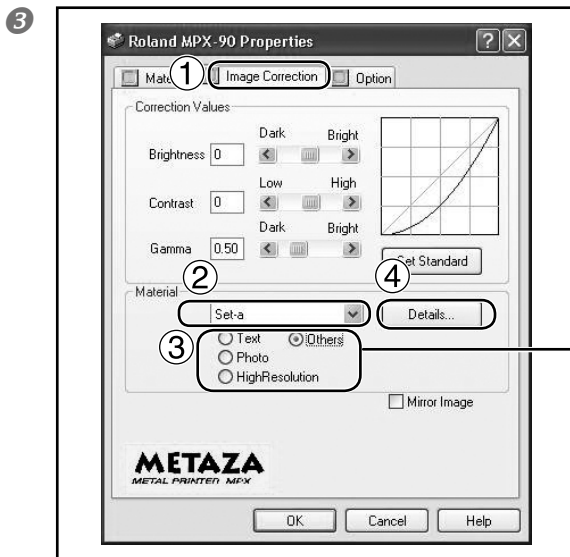 3
Roland MPX-90 Properties
1
Image Correction
Option
Correction Values
Dark Bright
Brightness 0
Low High
Contrast 0
Dark Bright
Gamma 0.50
Set Standard
2
4
Material
Set-a
Details...
3
Text Others
Photo
HighResolution
Mirror Image
METAZA
METAL PRINTER MPX
OK Cancel Help